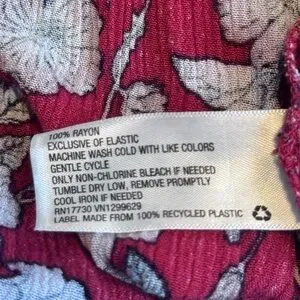 100% RAYON
EXCLUSIVE OF ELASTIC
MACHINE WASH COLD WITH LIKE COLORS
GENTLE CYCLE
ONLY NON-CHLORINE BLEACH IF NEEDED
TUMBLE DRY LOW, REMOVE PROMPTLY
COOL IRON IF NEEDED
RN17730 VN1299629
LABEL MADE FROM 100% RECYCLED PLASTIC